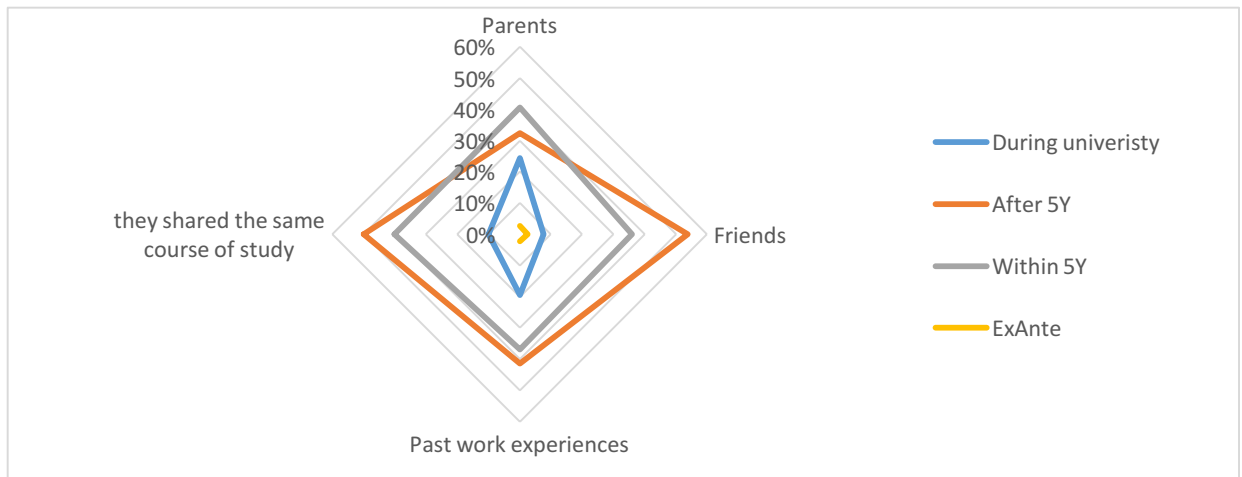 Parents
60%
50%
40%
30%
20%
10%
0%
they shared the same
course of study
Friends
Past work experiences
During univeristy
After 5Y
Within 5Y
ExAnte